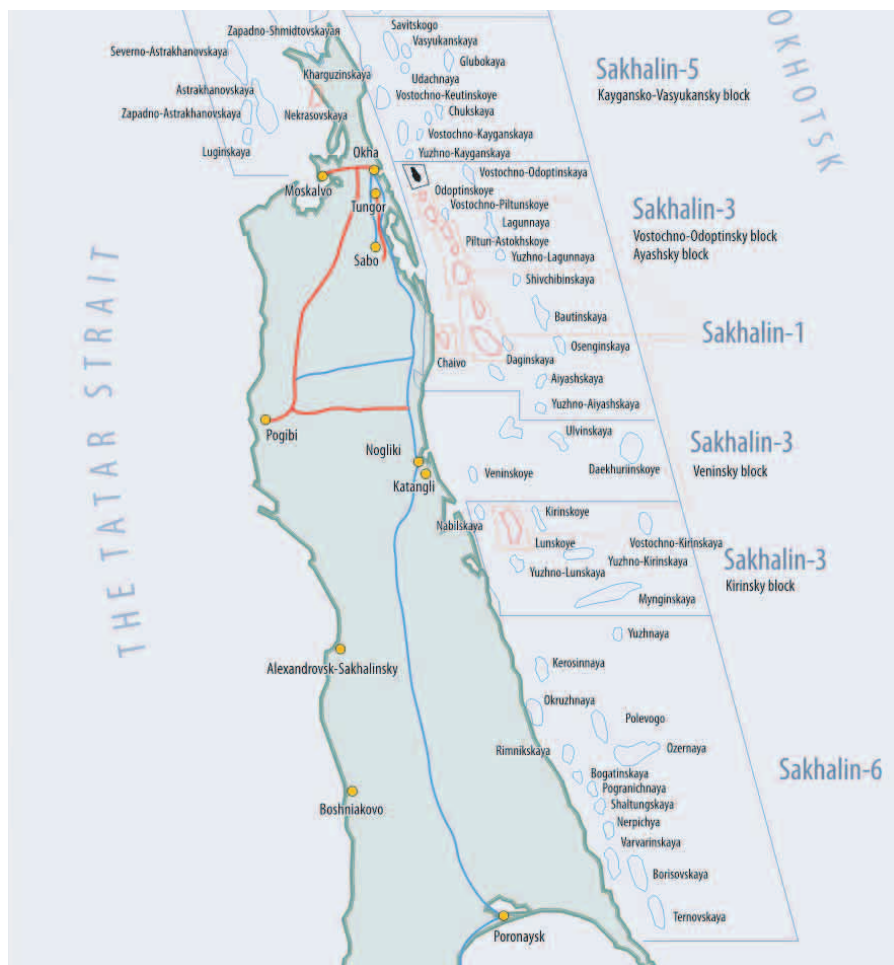 Savitskogo
Zapadno-Shmidtovskaya
Vasyukanskaya
Severno-Astrakhanovskaya
Glubokaya
Kharguzinskaya
Udachnaya
Astrakhanovskaya
Vostochno-Keutinskoye
Chukskaya
Zapadno-Astrakhanovskaya
Nekrasovskaya
Vostochno-Kayganskaya
Luginskaya
Okha
Yuzhno-Kayganskaya
Sakhalin-5
Kaygansko-Vasyukansky block
OKHOTSK
Vostochno-Odoptinskaya
Moskalvo
Odoptinskoye
Tungor
Vostochno-Piltunskoye
Lagunnaya
Piltun-Astokhskoye
Sabo
Yuzhno-Lagunnaya
Shivchibinskaya
Sakhalin-3
Vostochno-Odoptinsky block
Ayashsky block
Bautinskaya
Sakhalin-1
Osenginskaya
Chaivo
Daginskaya
Aiyashskaya
Yuzhno-Aiyashskaya
Pogibi
Ulvinskaya
Nogliki
Daekhuriinskoye
Katangli
Veninskoye
Sakhalin-3
Veninsky block
THE TATAR STRAIT
Kirinskoye
Nabilskaya
Lunskoye
Vostochno-Kirinskaya
Yuzhno-Kirinskaya
Yuzhno-Lunskaya
Mynginskaya
Sakhalin-3
Kirinsky block
Yuzhnaya
Alexandrovsk-Sakhalinsky
Kerosinnaya
Okruzhnaya
Polevogo
Rimnikskaya
Ozernaya
Bogatinskaya
Pogranichnaya
Sakhalin-6
Shaltungskaya
Boshniakovo
Nerpichya
Varvarinskaya
Borisovskaya
Ternovskaya
Poronaysk